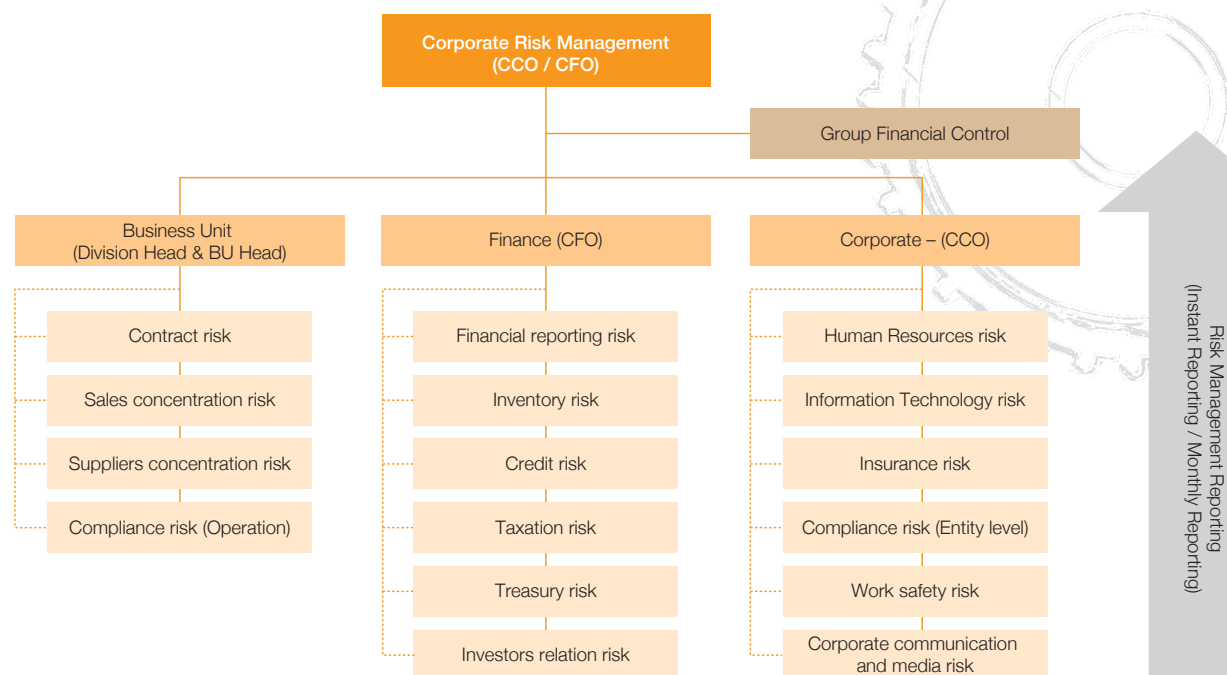 Corporate Risk Management
(CCO / CFO)
Group Financial Control
Business Unit
(Division Head & BU Head)
Contract risk
Sales concentration risk
Suppliers concentration risk
Compliance risk (Operation)
Finance (CFO)
Financial reporting risk
Inventory risk
Credit risk
Taxation risk
Treasury risk
Investors relation risk
Corporate – (CCO)
Human Resources risk
Information Technology risk
Insurance risk
Compliance risk (Entity level)
Work safety risk
Corporate communication
and media risk
Risk Management Reporting
(Instant Reporting / Monthly Reporting)